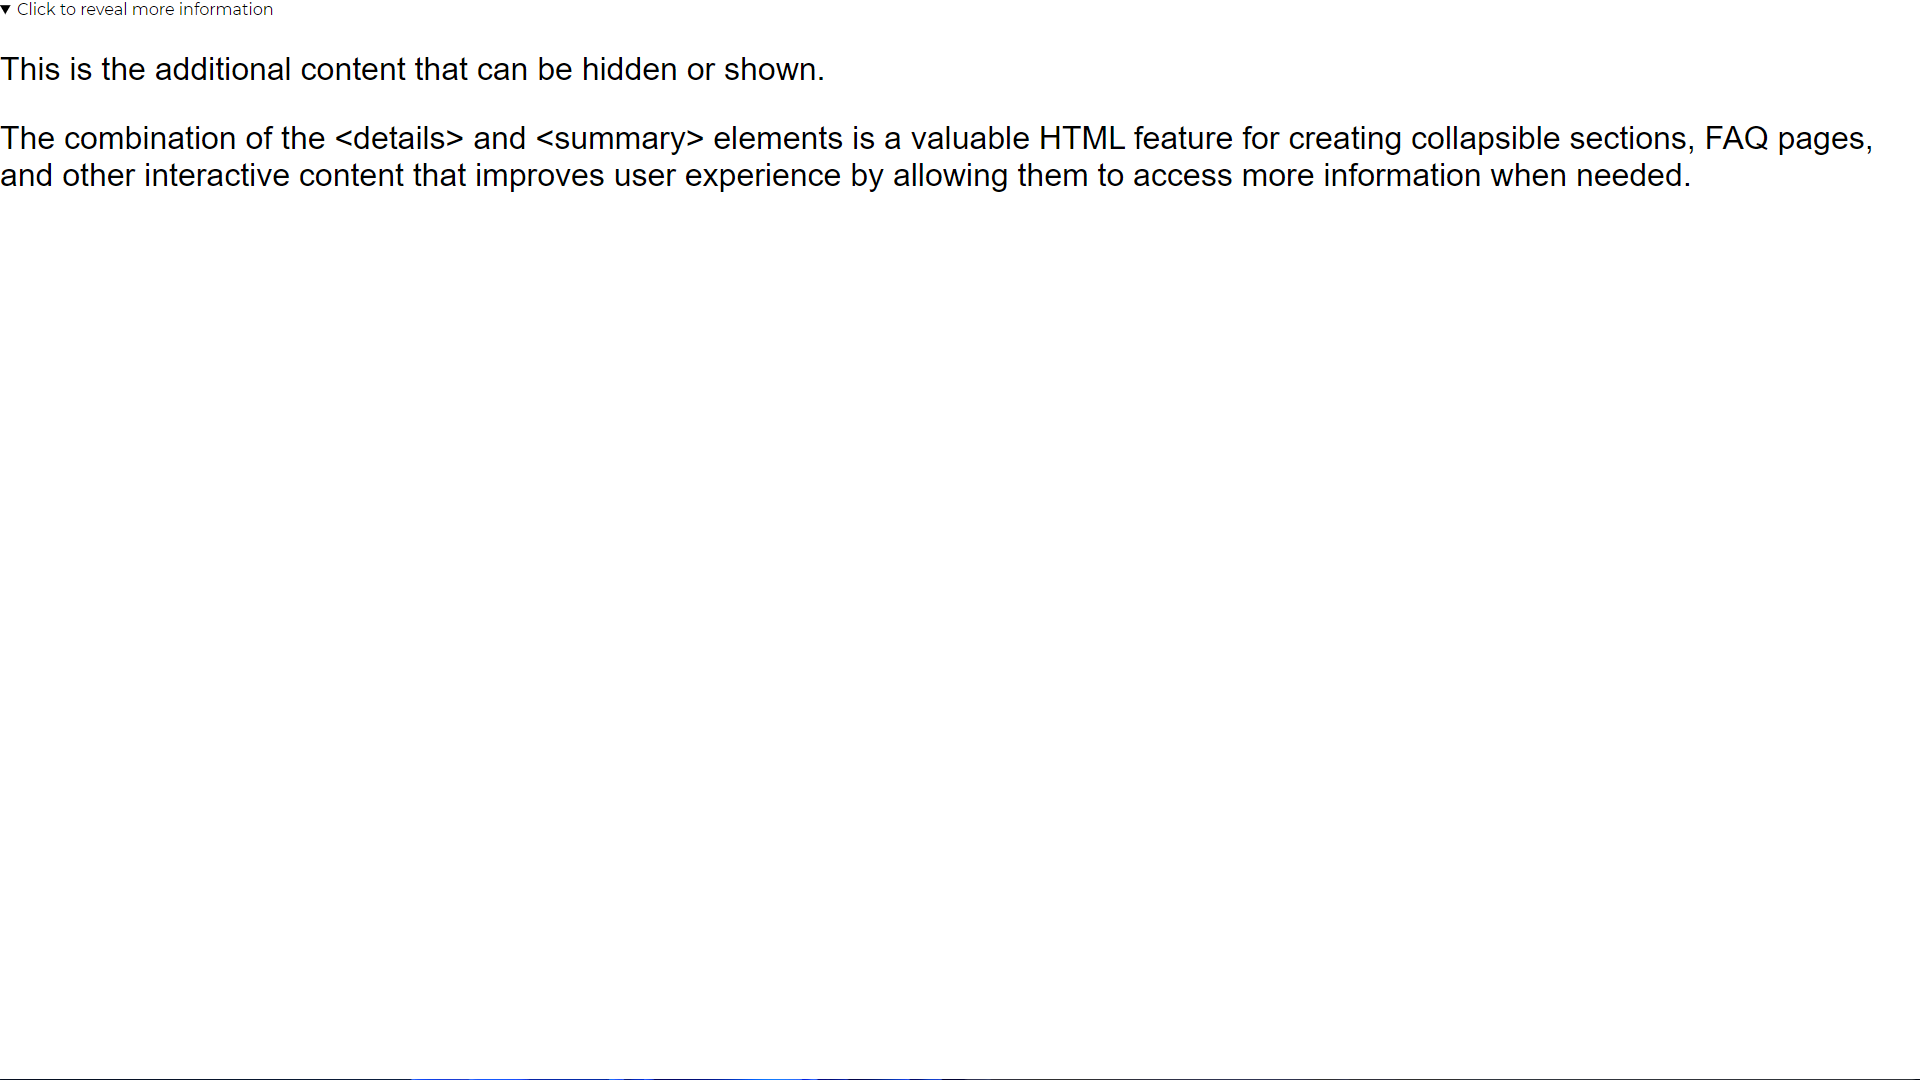 Click to reveal more information
This is the additional content that can be hidden or shown.
The combination of the <details> and <summary> elements is a valuable HTML feature for creating collapsible sections, FAQ pages,
and other interactive content that improves user experience by allowing them to access more information when needed.